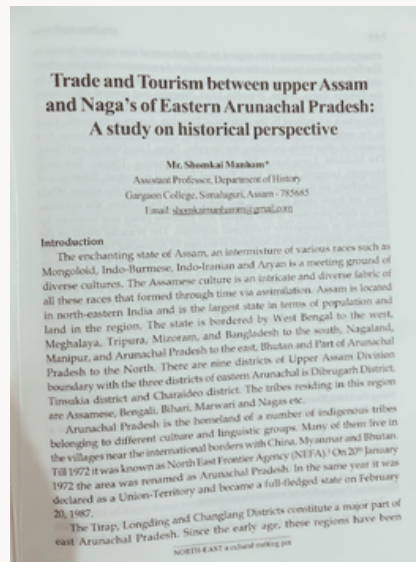 Trade and Tourism between upper Assam
and Naga's of Eastern Arunachal Pradesh:
A study on historical perspective
Mr. Shomkai Manham*
Assistant Professor, Department of History
Gargaon College, Simaluguri, Assam - 785685
Email: shomkaimanham@gmail.com
Introduction
The enchanting state of Assam, an intermixture of various races such as
Mongoloid, Indo-Burmese, Indo-Iranian and Aryan is a meeting ground of
diverse cultures. The Assamese culture is an intricate and diverse fabric of
all these races that formed through time via assimilation. Assam is located
in north-eastern India and is the largest state in terms of population and
land in the region. The state is bordered by West Bengal to the west,
Meghalaya, Tripura, Mizoram, and Bangladesh to the south, Nagaland,
Manipur, and Arunachal Pradesh to the east, Bhutan and Part of Arunachal
Pradesh to the North. There are nine districts of Upper Assam Division
boundary with the three districts of eastern Arunachal is Dibrugarh District,
Tinsukia district and Charaideo district. The tribes residing in this region
are Assamese, Bengali, Bihari, Marwari and Nagas etc.
Arunachal Pradesh is the homeland of a number of indigenous tribes
belonging to different culture and linguistic groups. Many of them live in
the villages near the international borders with China, Myanmar and Bhutan.
Till 1972 it was known as North East Frontier Agency (NEFA).¹ On 20th January
1972 the area was renamed as Arunachal Pradesh. In the same year it was
declared as a Union-Territory and became a full-fledged state on February
20, 1987.
The Tirap, Longding and Changlang Districts constitute a major part of
east Arunachal Pradesh. Since the early age, these regions have been
NORTH-EAST a cultural melting pot